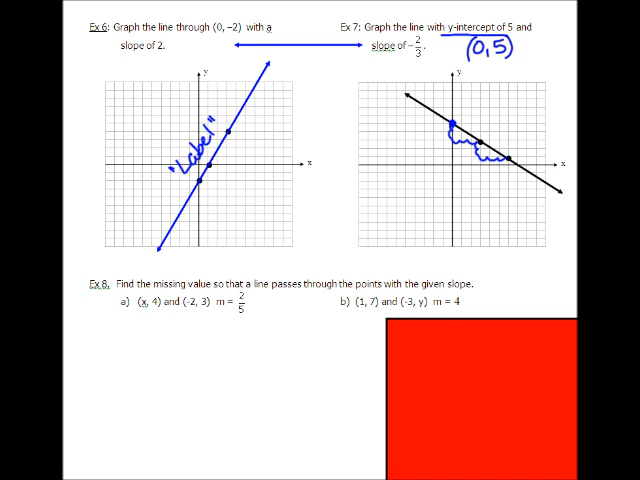 Ex 6: Graph the line through (0, –2) with a
slope of 2.
Ex 7: Graph the line with y-intercept of 5 and
slope of –2/3.
(0,5)
y
x
"Label"
y
x
Ex 8. Find the missing value so that a line passes through the points with the given slope.
a) (x, 4) and (-2, 3) m = 2/5
b) (1, 7) and (-3, y) m = 4